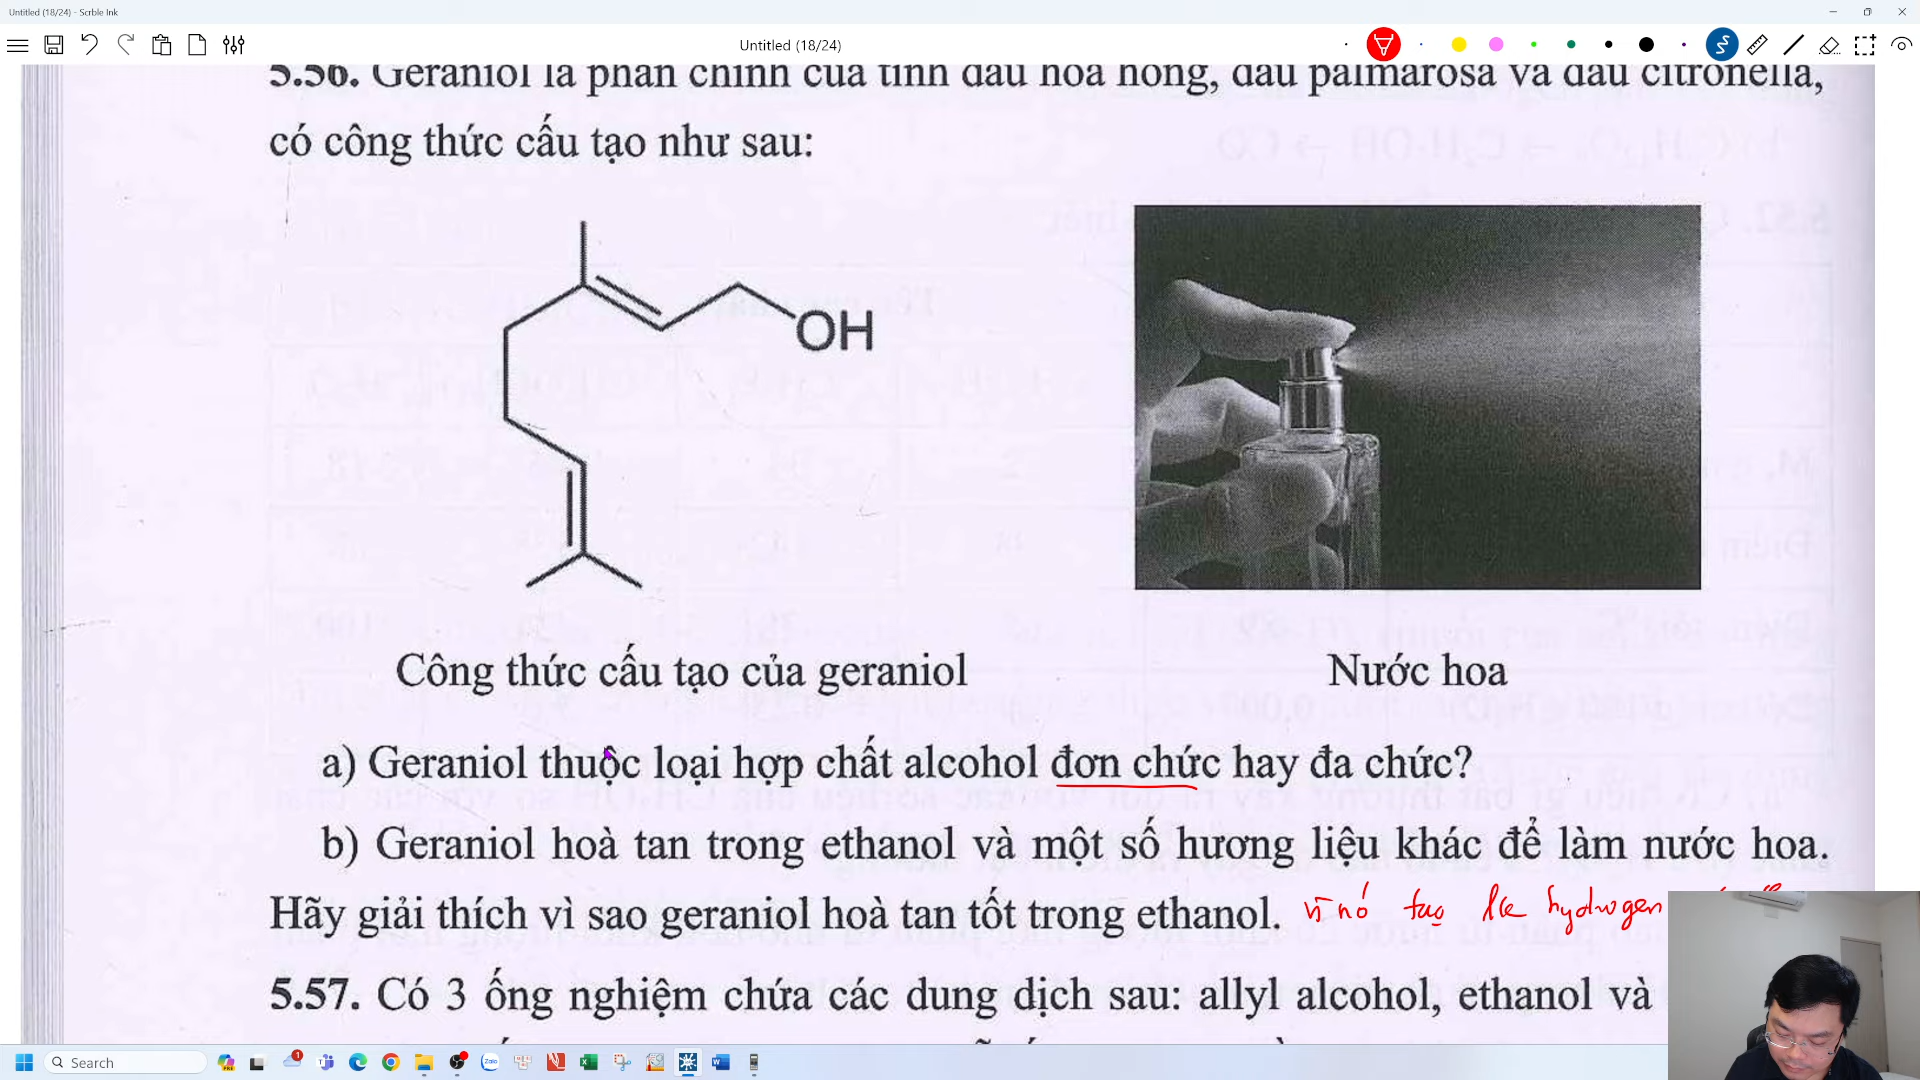 Untitled (18/24) - Scrble Ink
Untitled (18/24)
5.56. Geraniol là phần chính của tinh dầu hoa hồng, dầu palmarosa và dầu citronella,
có công thức cấu tạo như sau:
OH
Công thức cấu tạo của geraniol
Nước hoa
a) Geraniol thuộc loại hợp chất alcohol đơn chức hay đa chức?
b) Geraniol hoà tan trong ethanol và một số hương liệu khác để làm nước hoa.
Hãy giải thích vì sao geraniol hoà tan tốt trong ethanol.
vì nó tạo lk hydrogen
5.57. Có 3 ống nghiệm chứa các dung dịch sau: allyl alcohol, ethanol và
Search